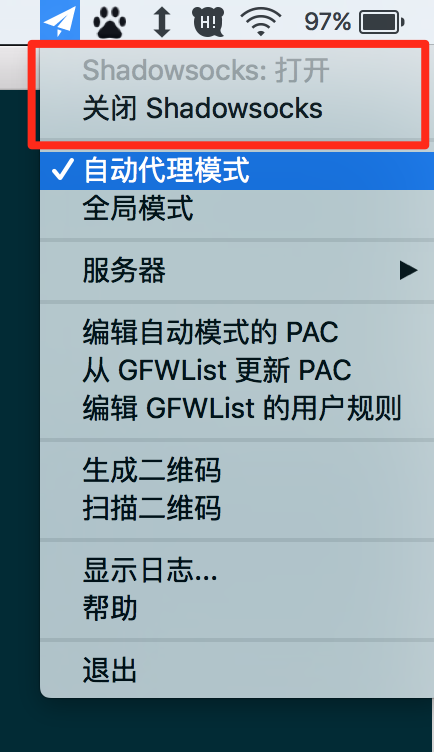 H!
97%
Shadowsocks: 打开
关闭 Shadowsocks
自动代理模式
全局模式
服务器
编辑自动模式的 PAC
从 GFWList 更新 PAC
编辑 GFWList 的用户规则
生成二维码
扫描二维码
显示日志...
帮助
退出